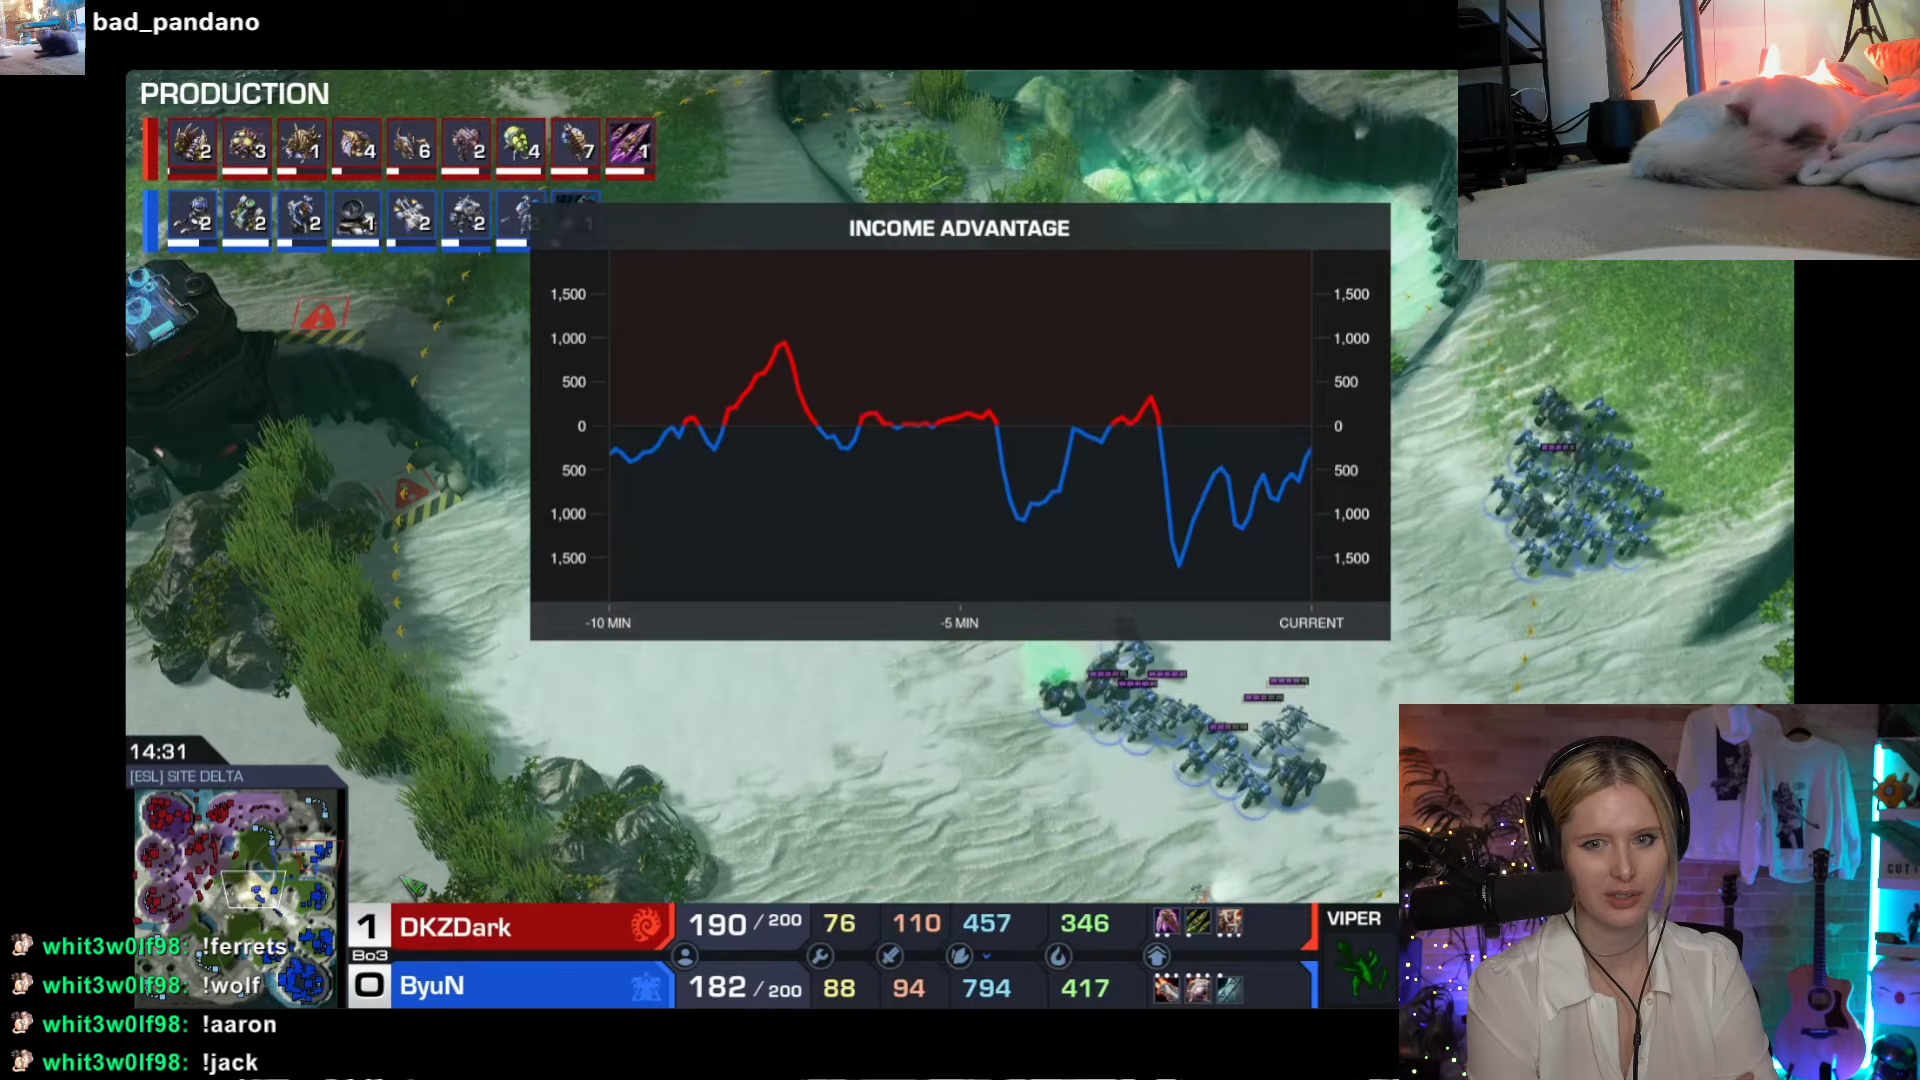 bad_pandano
PRODUCTION
2 3 1 4 6 2 4 7 1
2 2 2 1 2 2 1
INCOME ADVANTAGE
1,500 1,500
1,000 1,000
500 500
0 0
500 500
1,000 1,000
1,500 1,500
-10 MIN -5 MIN CURRENT
14:31
[ESL] SITE DELTA
1 DKZDark 190 / 200 76 110 457 346 VIPER
Bo3
0 ByuN 182 / 200 88 94 794 417
whit3w0lf98: !ferrets
whit3w0lf98: !wolf
whit3w0lf98: !aaron
whit3w0lf98: !jack
CUT